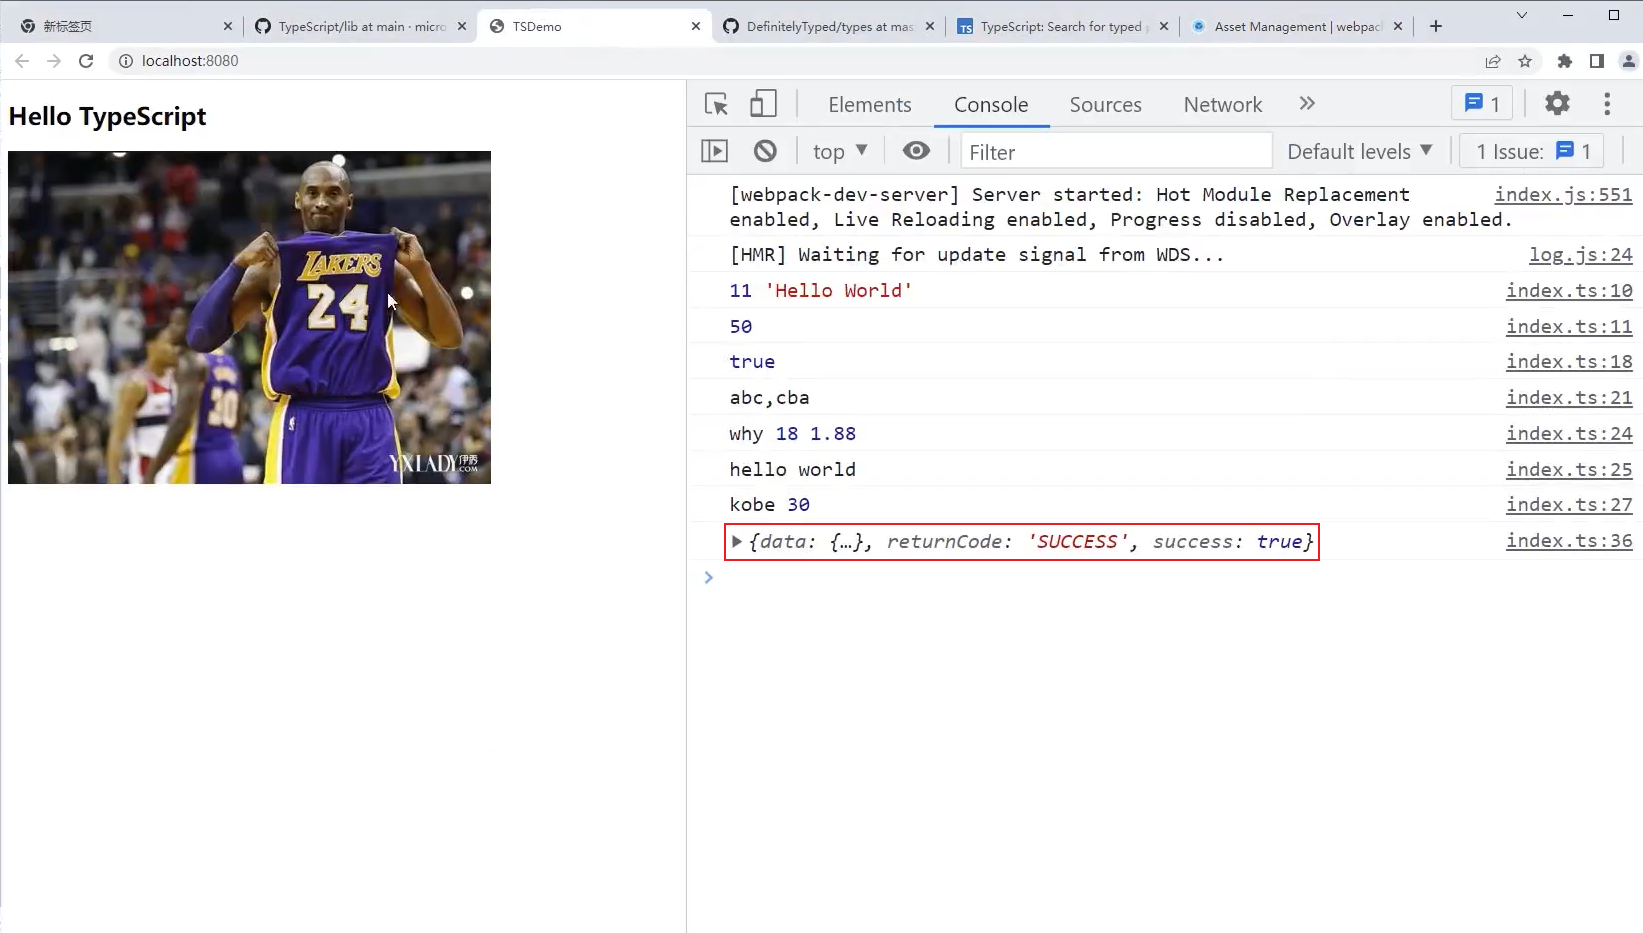 新标签页
TypeScript/lib at main · micro
TSDemo
DefinitelyTyped/types at mas
TypeScript: Search for typed
Asset Management | webpac
localhost:8080
Hello TypeScript
LAKERS
24
30
YXLADY伊秀
.COM
Elements Console Sources Network » 1
top Filter Default levels 1 Issue: 1
[webpack-dev-server] Server started: Hot Module Replacement index.js:551
enabled, Live Reloading enabled, Progress disabled, Overlay enabled.
[HMR] Waiting for update signal from WDS... log.js:24
11 'Hello World' index.ts:10
50 index.ts:11
true index.ts:18
abc,cba index.ts:21
why 18 1.88 index.ts:24
hello world index.ts:25
kobe 30 index.ts:27
{data: {…}, returnCode: 'SUCCESS', success: true} index.ts:36